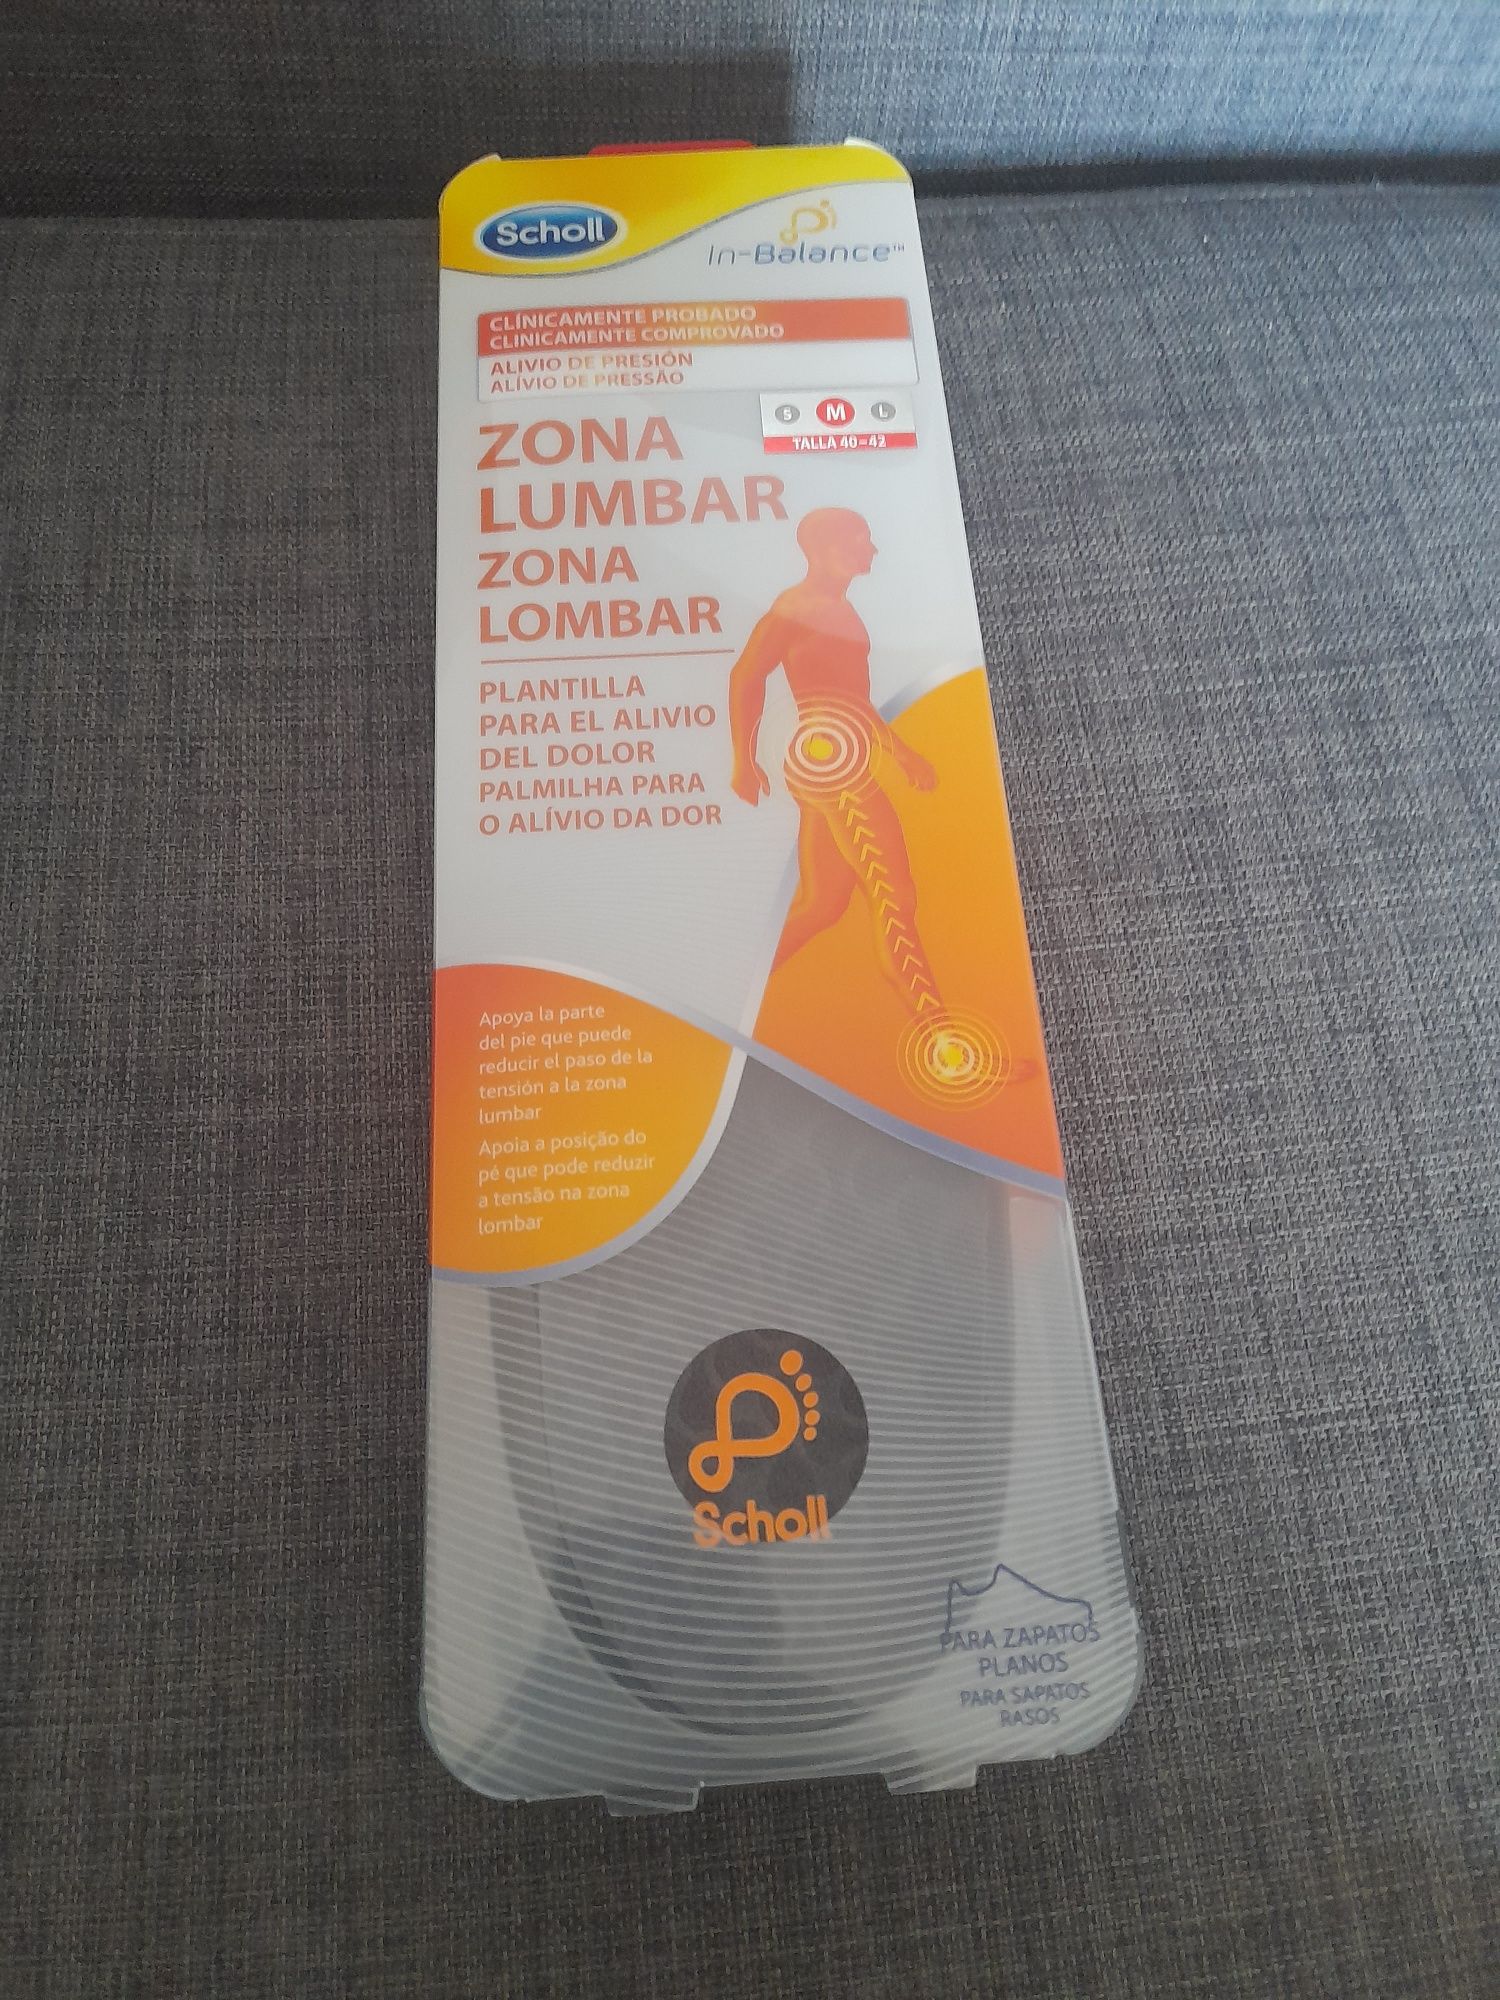 Scholl
In-Balance™
CLÍNICAMENTE PROBADO
CLINICAMENTE COMPROVADO
ALIVIO DE PRESIÓN
ALÍVIO DE PRESSÃO
S M L
TALLA 40-42
ZONA
LUMBAR
ZONA
LOMBAR
PLANTILLA
PARA EL ALIVIO
DEL DOLOR
PALMILHA PARA
O ALÍVIO DA DOR
Apoya la parte
del pie que puede
reducir el paso de la
tensión a la zona
lumbar
Apoia a posição do
pé que pode reduzir
a tensão na zona
lombar
Scholl
PARA ZAPATOS
PLANOS
PARA SAPATOS
RASOS